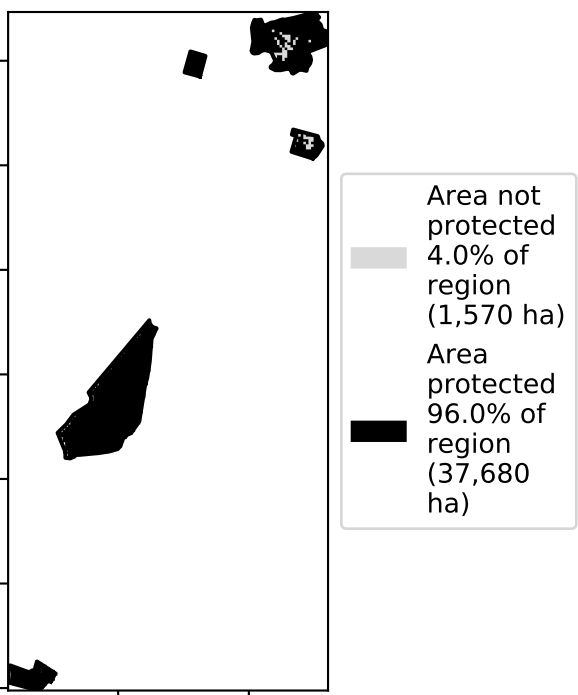 Area not
protected
4.0% of
region
(1,570 ha)
Area
protected
96.0% of
region
(37,680
ha)